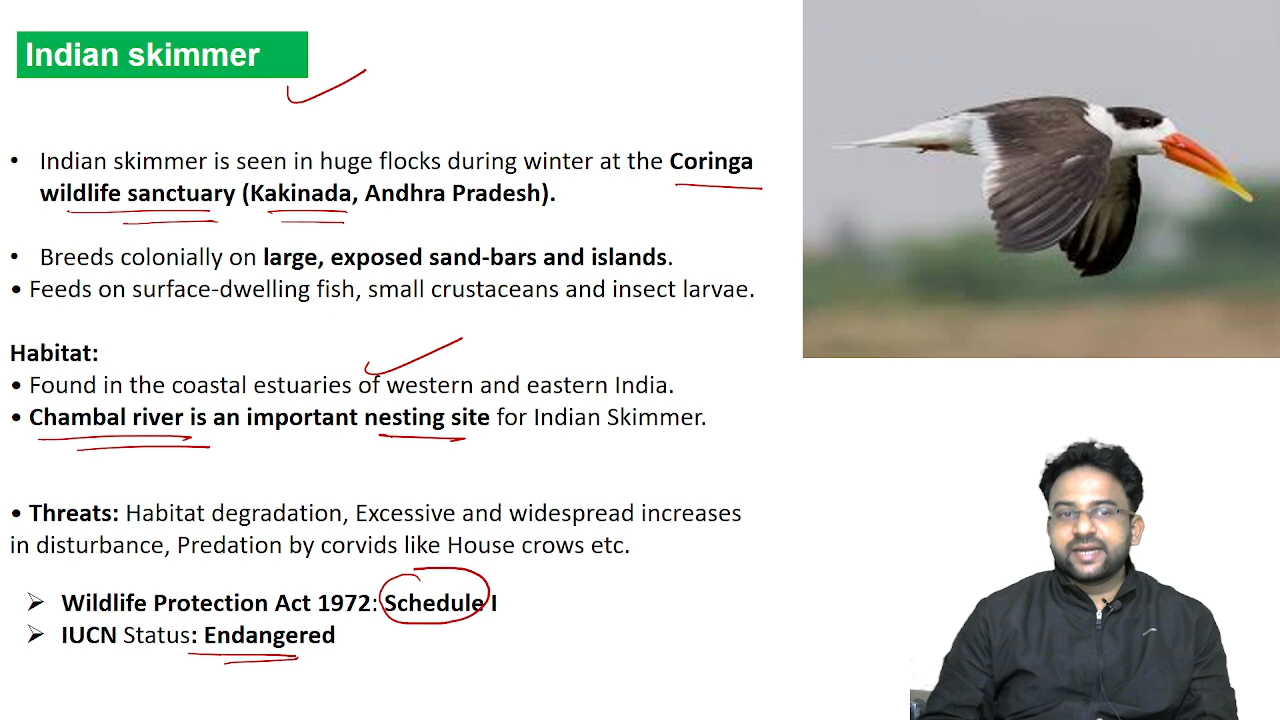 Indian skimmer
• Indian skimmer is seen in huge flocks during winter at the Coringa
wildlife sanctuary (Kakinada, Andhra Pradesh).
• Breeds colonially on large, exposed sand-bars and islands.
• Feeds on surface-dwelling fish, small crustaceans and insect larvae.
Habitat:
• Found in the coastal estuaries of western and eastern India.
• Chambal river is an important nesting site for Indian Skimmer.
• Threats: Habitat degradation, Excessive and widespread increases
in disturbance, Predation by corvids like House crows etc.
➢ Wildlife Protection Act 1972: Schedule I
➢ IUCN Status: Endangered